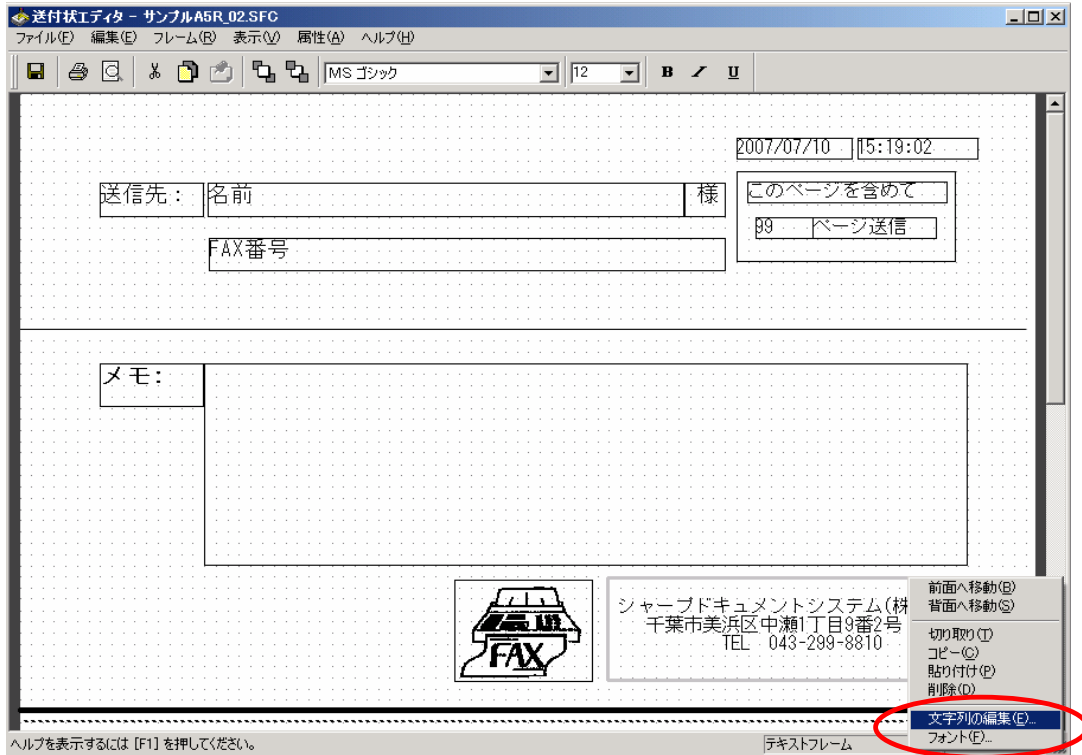 送付状エディタ - サンプルA5R_02.SFC
ファイル(F) 編集(E) フレーム(R) 表示(V) 属性(A) ヘルプ(H)
MS ゴシック 12 B I U
2007/07/10 15:19:02
送信先： 名前 様 このページを含めて
99 ページ送信
FAX番号
メモ：
シャープドキュメントシステム(株
千葉市美浜区中瀬1丁目9番2号
TEL 043-299-8810
FAX
前面へ移動(B)
背面へ移動(S)
切り取り(T)
コピー(C)
貼り付け(P)
削除(D)
文字列の編集(E)...
フォント(F)...
ヘルプを表示するには [F1] を押してください。 テキストフレーム